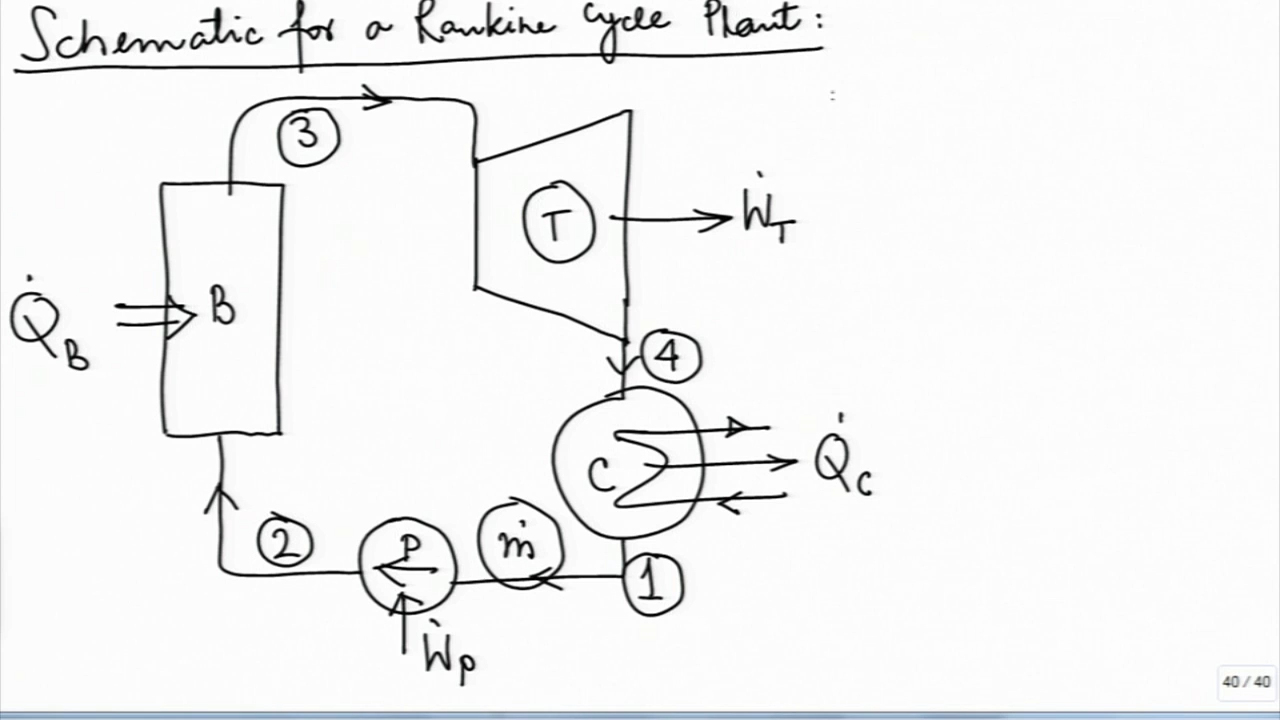 Schematic for a Rankine Cycle Plant :
3
T
Ẇ_T
B
Q̇_B
4
C
Q̇_C
2
P
ṁ
1
Ẇ_P
40 / 40